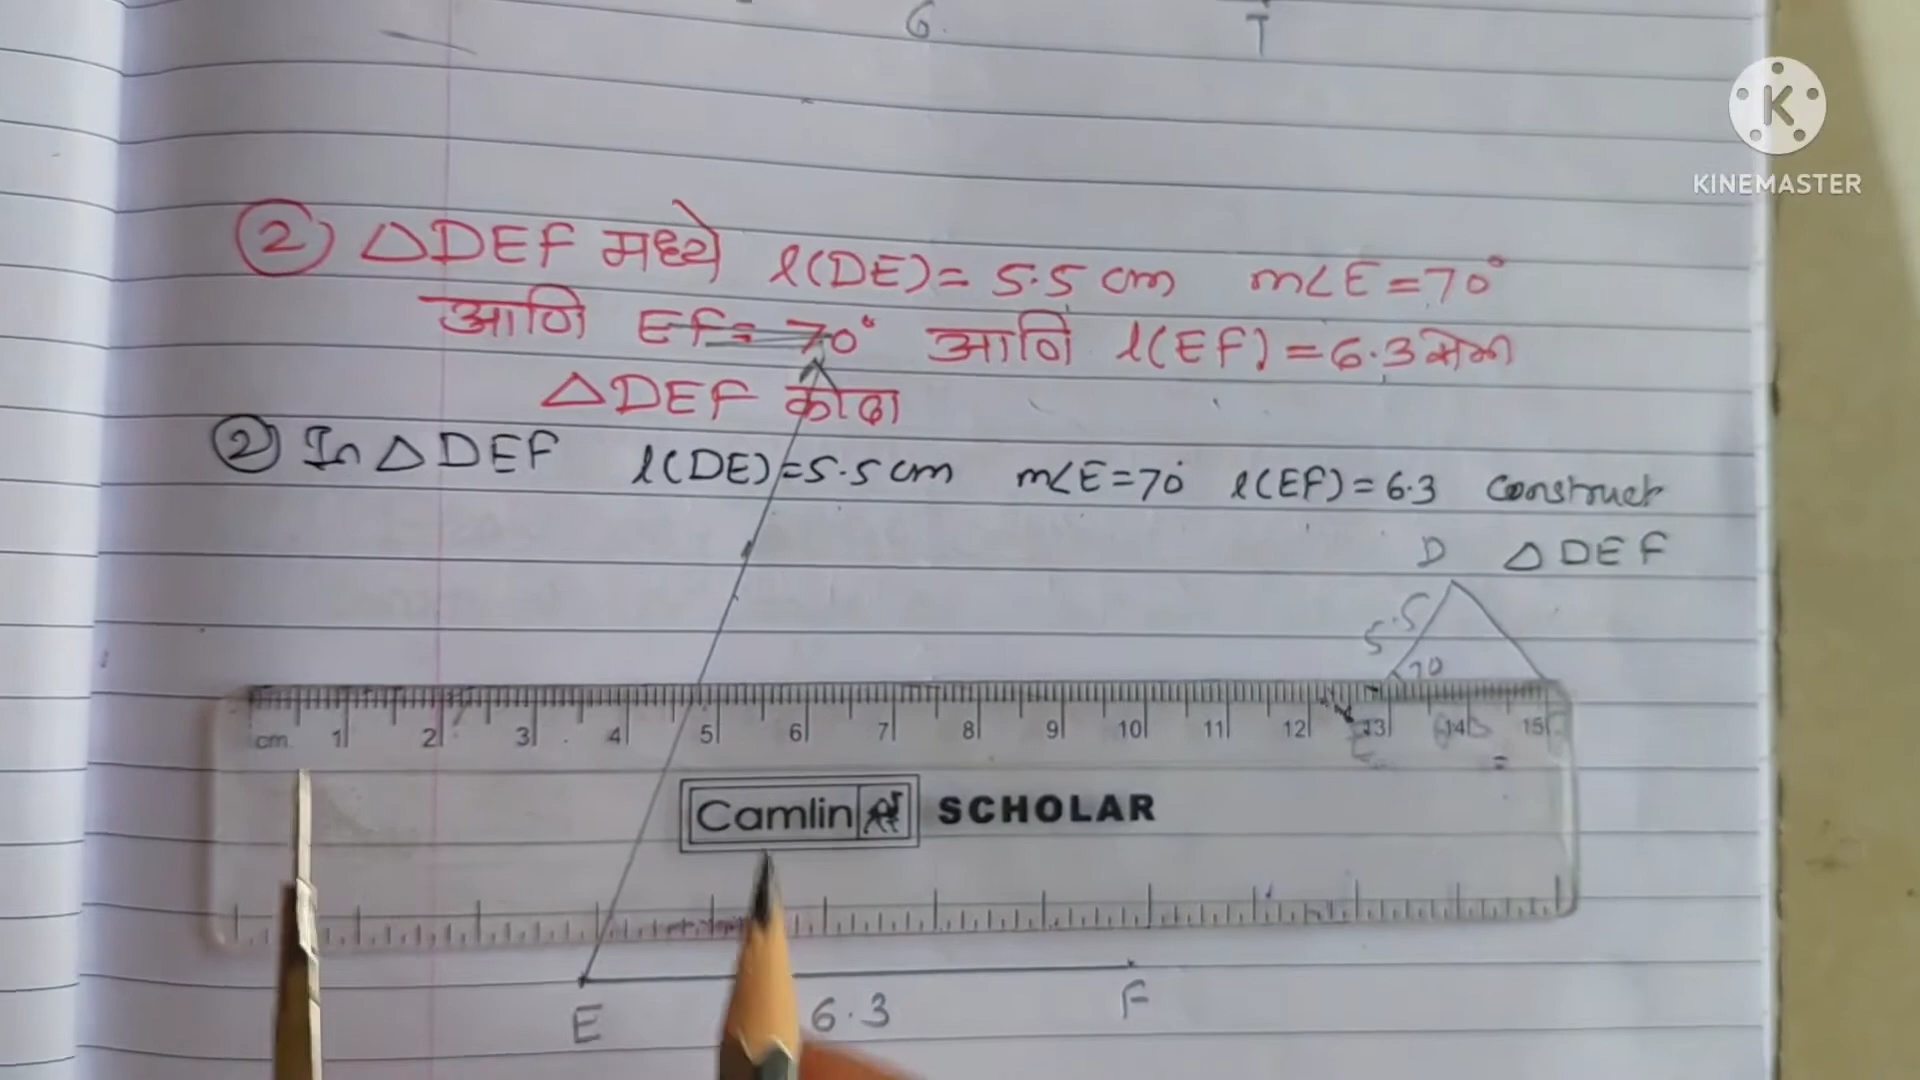 G. T
KINEMASTER
② △DEF मध्ये l(DE)= 5.5 cm m∠E=70°
आणि EF= 70° आणि l(EF)=6.3सेमी
△DEF काढा
② In △DEF l(DE)=5.5 cm m∠E=70° l(EF)=6.3 construct
D △DEF
5.5
70
cm 1 2 3 4 5 6 7 8 9 10 11 12 13 14 15
Camlin SCHOLAR
E 6.3 F